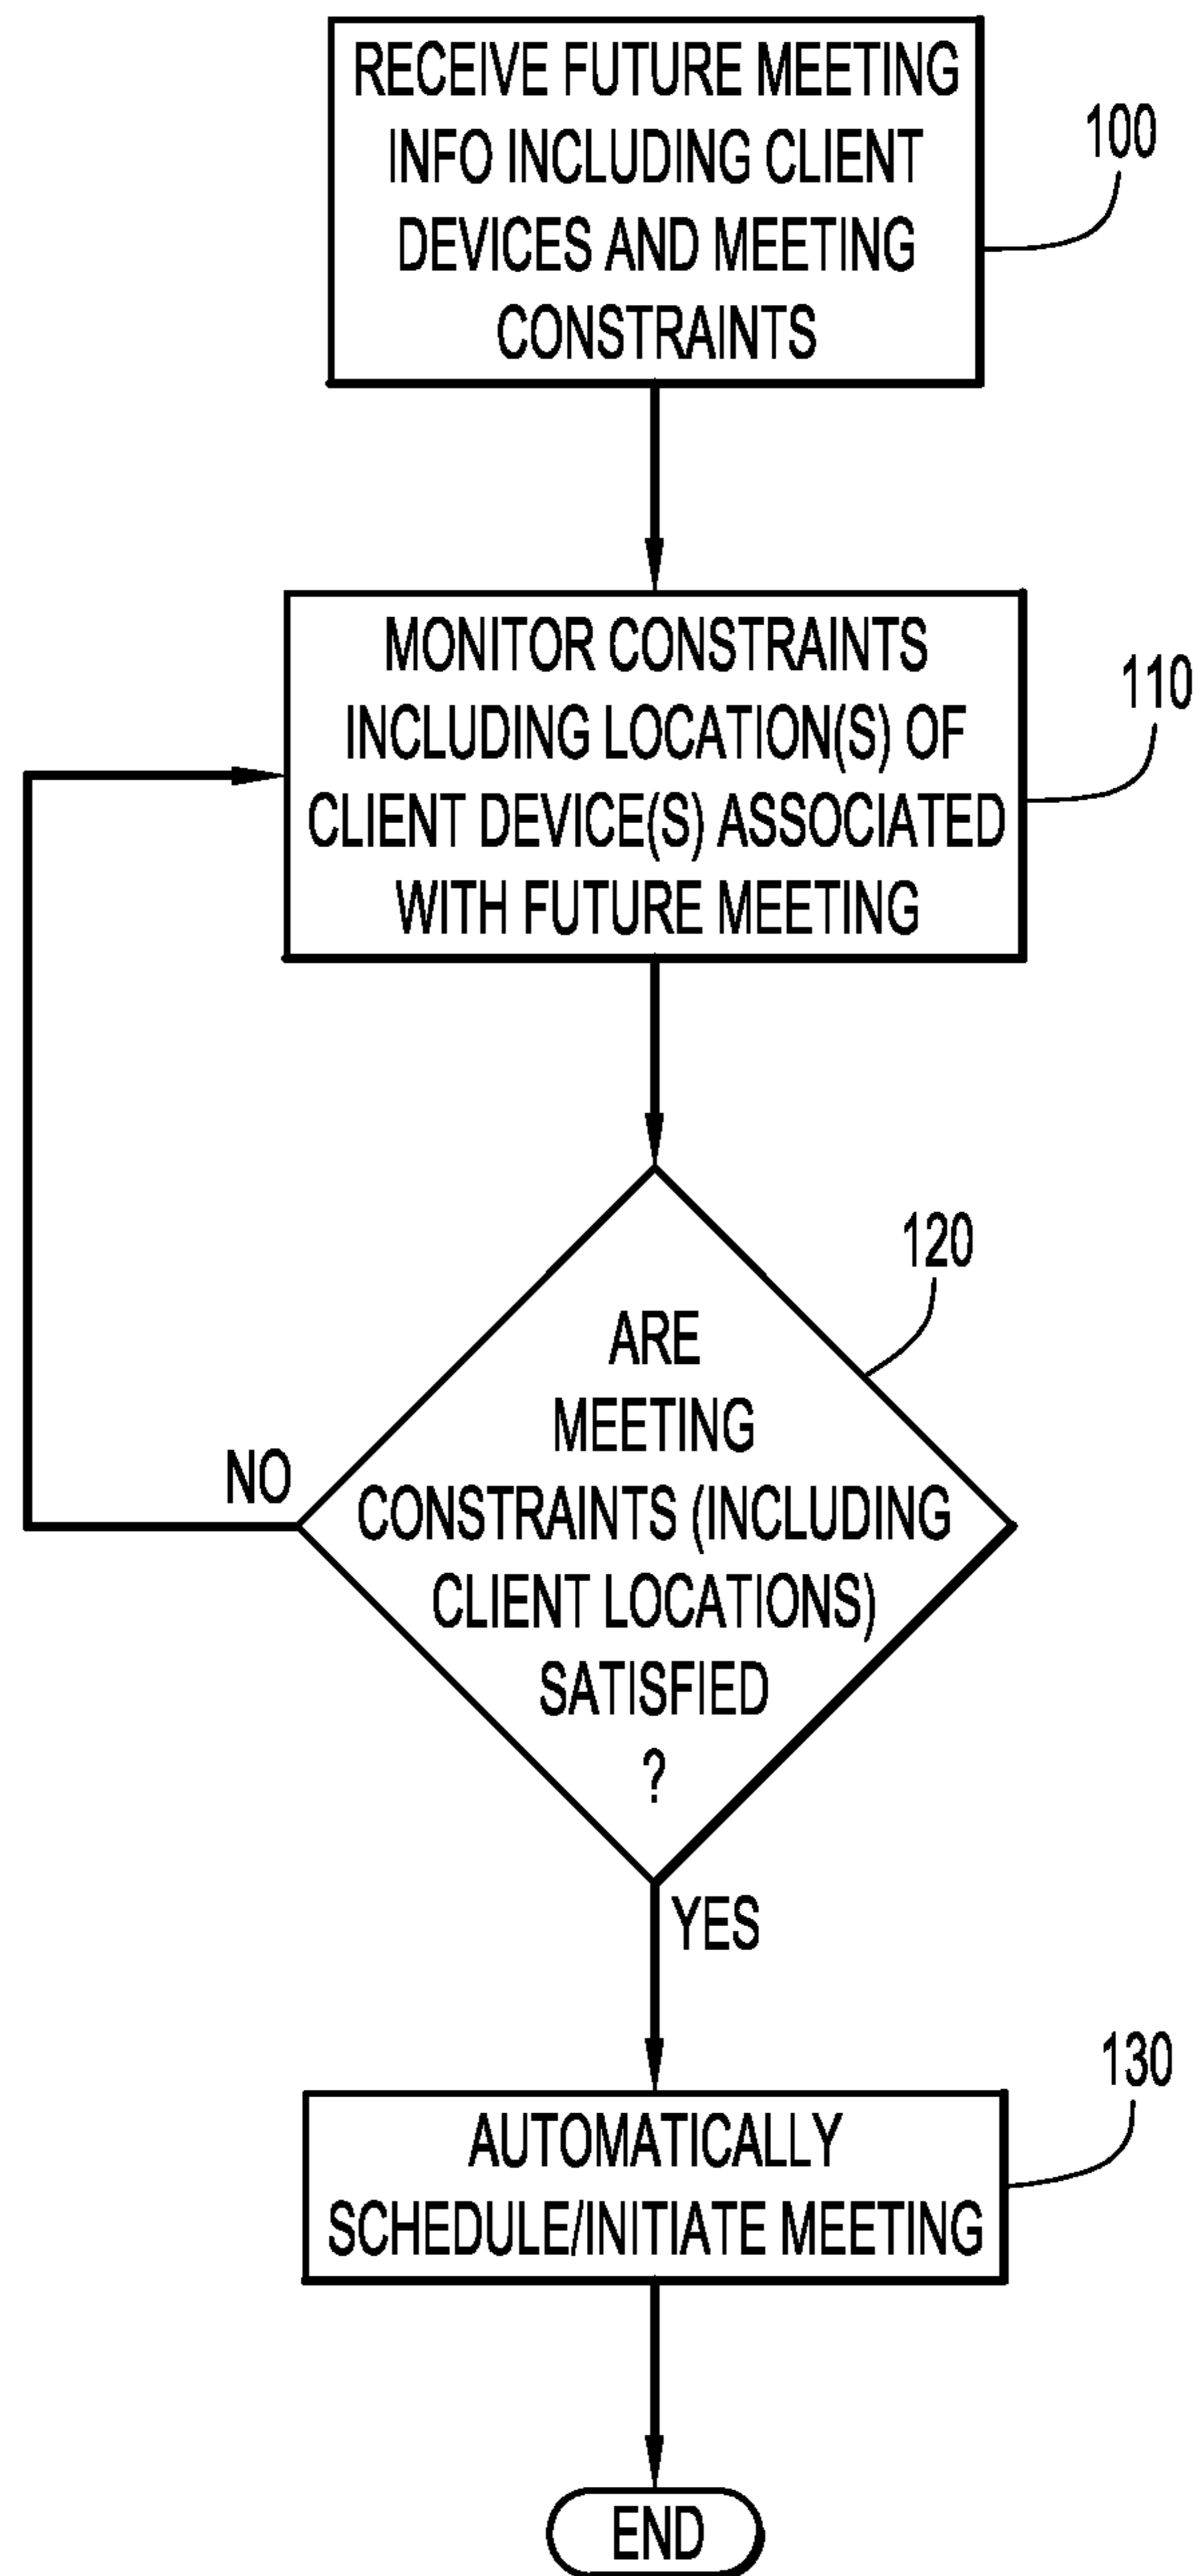 RECEIVE FUTURE MEETING
INFO INCLUDING CLIENT
DEVICES AND MEETING
CONSTRAINTS
100
MONITOR CONSTRAINTS
INCLUDING LOCATION(S) OF
CLIENT DEVICE(S) ASSOCIATED
WITH FUTURE MEETING
110
ARE
MEETING
CONSTRAINTS (INCLUDING
CLIENT LOCATIONS)
SATISFIED
?
120
NO
YES
AUTOMATICALLY
SCHEDULE/INITIATE MEETING
130
END